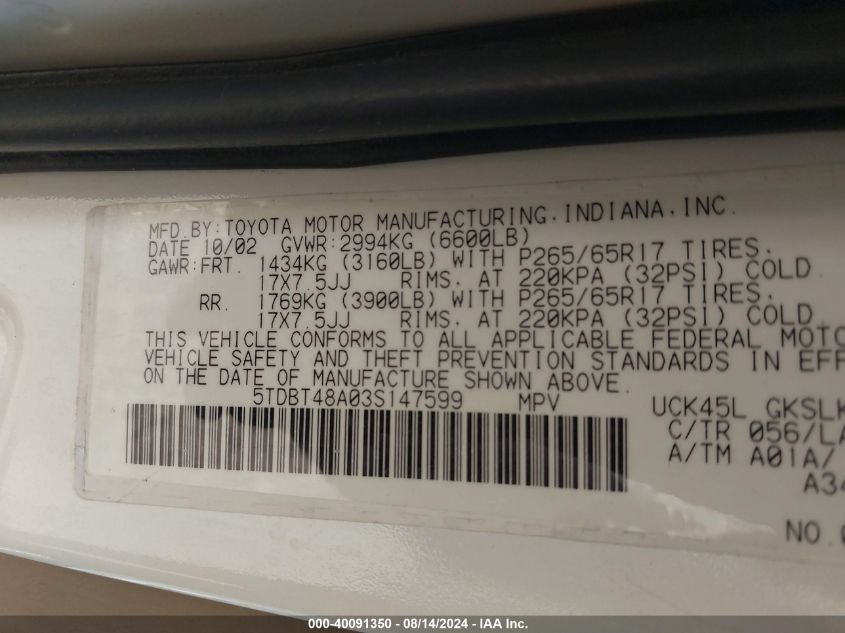 MFD.BY:TOYOTA MOTOR MANUFACTURING.INDIANA.INC.
DATE 10/02 GVWR:2994KG (6600LB)
GAWR:FRT. 1434KG (3160LB) WITH P265/65R17 TIRES.
17X7.5JJ RIMS. AT 220KPA (32PSI) COLD.
RR. 1769KG (3900LB) WITH P265/65R17 TIRES.
17X7.5JJ RIMS. AT 220KPA (32PSI) COLD.
THIS VEHICLE CONFORMS TO ALL APPLICABLE FEDERAL MOTO
VEHICLE SAFETY AND THEFT PREVENTION STANDARDS IN EFF
ON THE DATE OF MANUFACTURE SHOWN ABOVE.
5TDBT48A03S147599 MPV UCK45L GKSLK
C/TR 056/LA
A/TM A01A/
A34
NO.
000-40091350 - 08/14/2024 - IAA Inc.